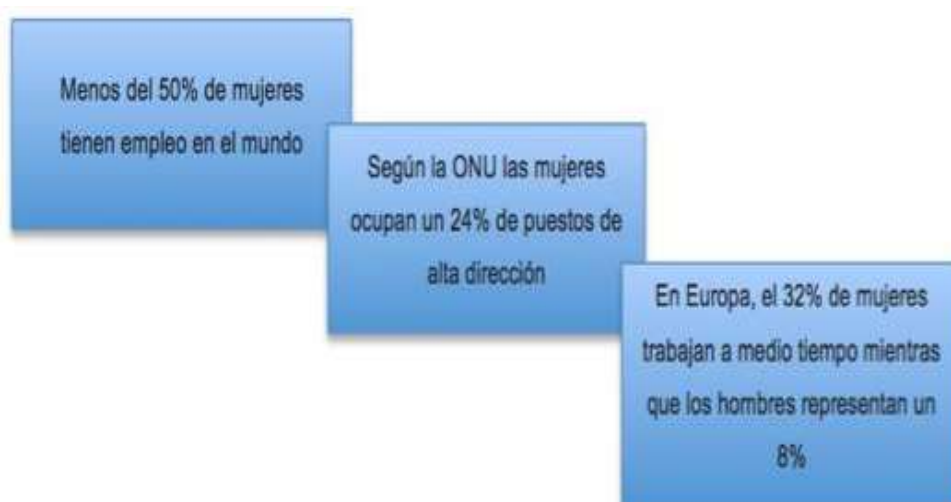 Menos del 50% de mujeres
tienen empleo en el mundo
Según la ONU las mujeres
ocupan un 24% de puestos de
alta dirección
En Europa, el 32% de mujeres
trabajan a medio tiempo mientras
que los hombres representan un
8%